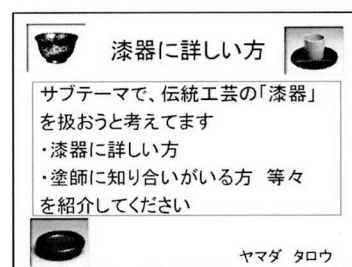 漆器に詳しい方
サブテーマで、伝統工芸の「漆器」
を扱おうと考えてます
・漆器に詳しい方
・塗師に知り合いがいる方 等々
を紹介してください
ヤマダ タロウ